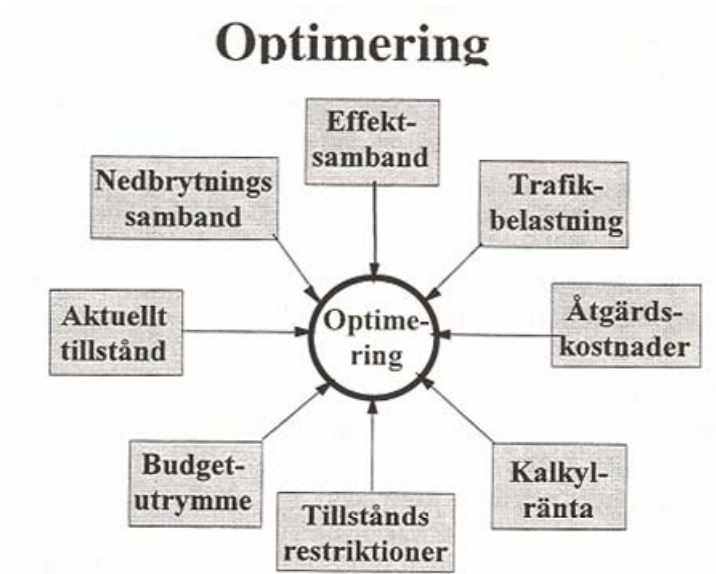 Optimering
Effekt-
samband
Nedbrytnings
samband
Trafik-
belastning
Aktuellt
tillstånd
Optime-
ring
Åtgärds-
kostnader
Budget-
utrymme
Tillstånds
restriktioner
Kalkyl-
ränta